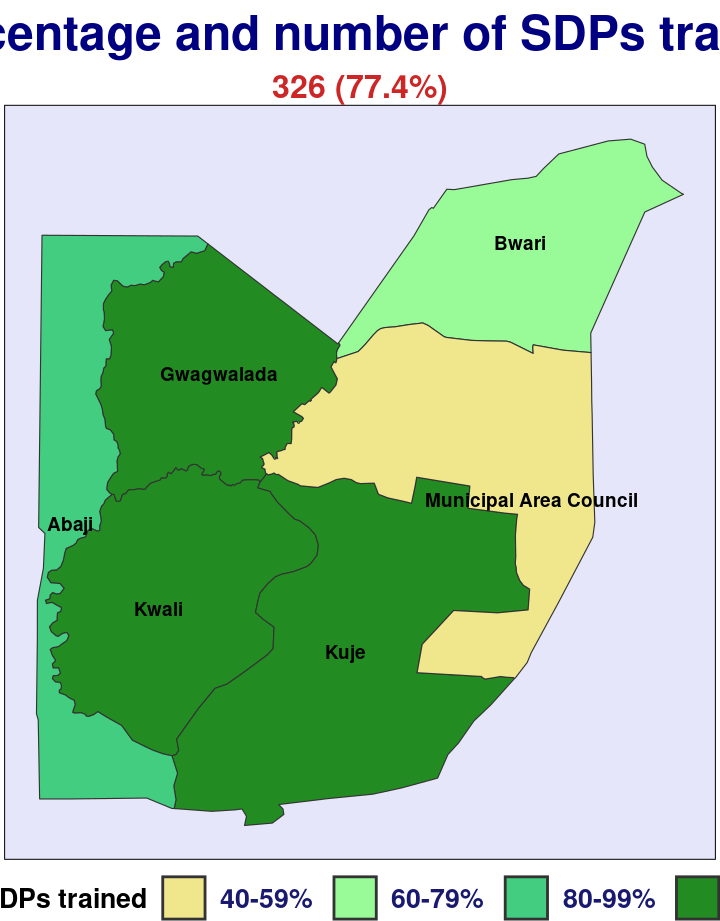 centage and number of SDPs tra
326 (77.4%)
Bwari
Gwagwalada
Municipal Area Council
Abaji
Kwali
Kuje
DPs trained 40-59% 60-79% 80-99%